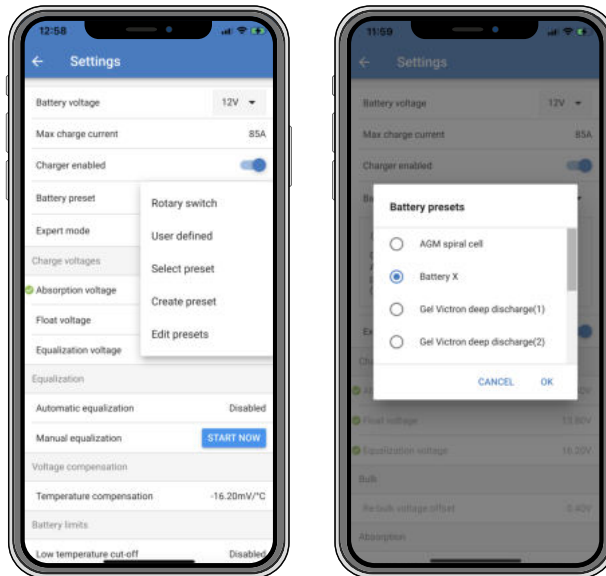 12:58
Settings
Battery voltage 12V
Max charge current 85A
Charger enabled
Battery preset
Rotary switch
Expert mode
User defined
Charge voltages
Select preset
Absorption voltage
Create preset
Float voltage
Edit presets
Equalization voltage
Equalization
Automatic equalization Disabled
Manual equalization START NOW
Voltage compensation
Temperature compensation -16.20mV/°C
Battery limits
Low temperature cut-off Disabled
11:59
Settings
Battery voltage 12V
Max charge current 85A
Charger enabled
Battery presets
AGM spiral cell
Battery X
Gel Victron deep discharge(1)
Gel Victron deep discharge(2)
CANCEL OK
Float voltage 13.80V
Equalization voltage 16.20V
Bulk
Re-bulk voltage offset 0.40V
Absorption